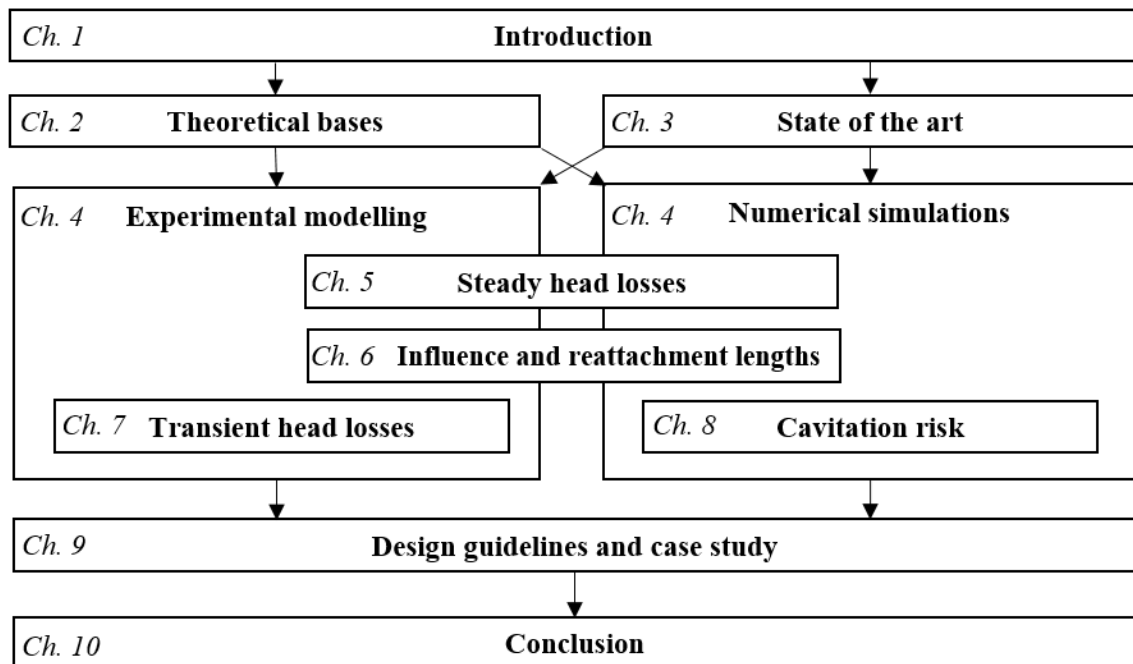 Ch. 1 Introduction
Ch. 2 Theoretical bases
Ch. 3 State of the art
Ch. 4 Experimental modelling
Ch. 4 Numerical simulations
Ch. 5 Steady head losses
Ch. 6 Influence and reattachment lengths
Ch. 7 Transient head losses
Ch. 8 Cavitation risk
Ch. 9 Design guidelines and case study
Ch. 10 Conclusion